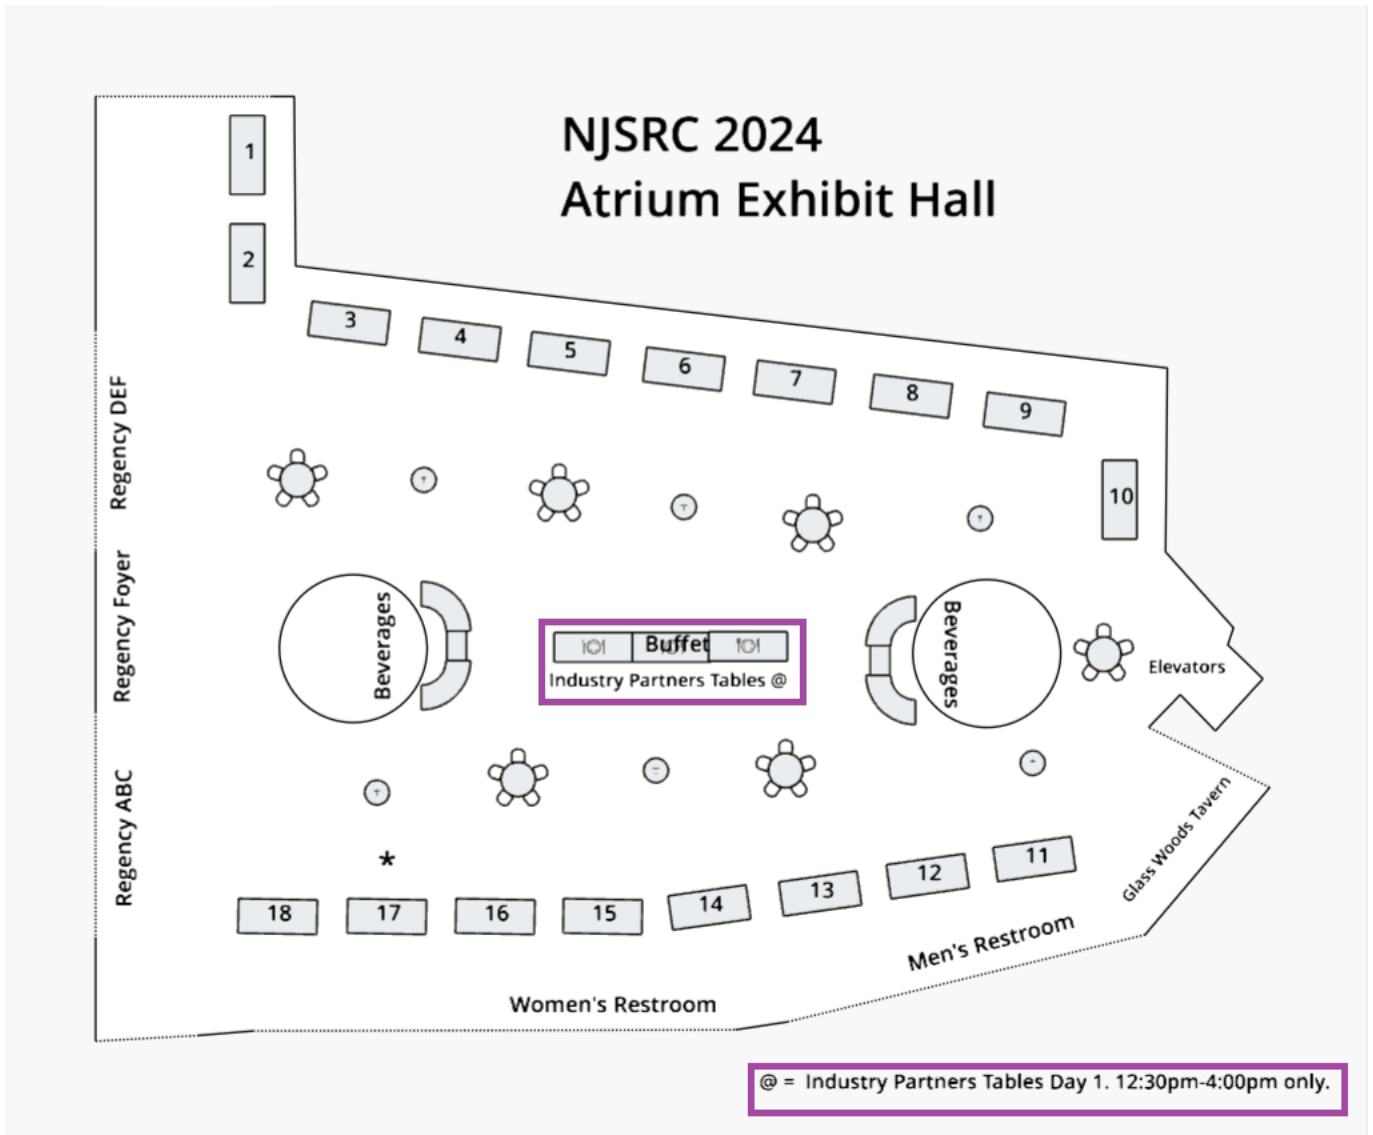 NJSRC 2024
Atrium Exhibit Hall
1
2
3
4
5
6
7
8
9
10
Regency DEF
Regency Foyer
Regency ABC
Beverages
Buffet
Industry Partners Tables @
Beverages
Elevators
Glass Woods Tavern
*
18
17
16
15
14
13
12
11
Men's Restroom
Women's Restroom
@ = Industry Partners Tables Day 1. 12:30pm-4:00pm only.